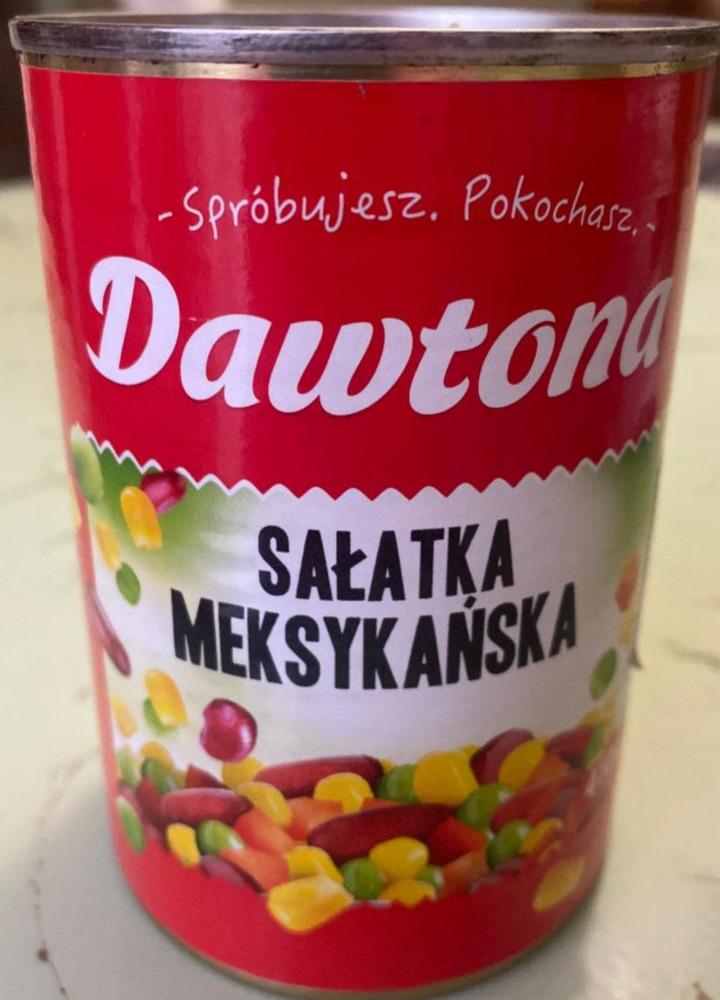 - Spróbujesz. Pokochasz. -
Dawtona
SAŁATKA
MEKSYKAŃSKA